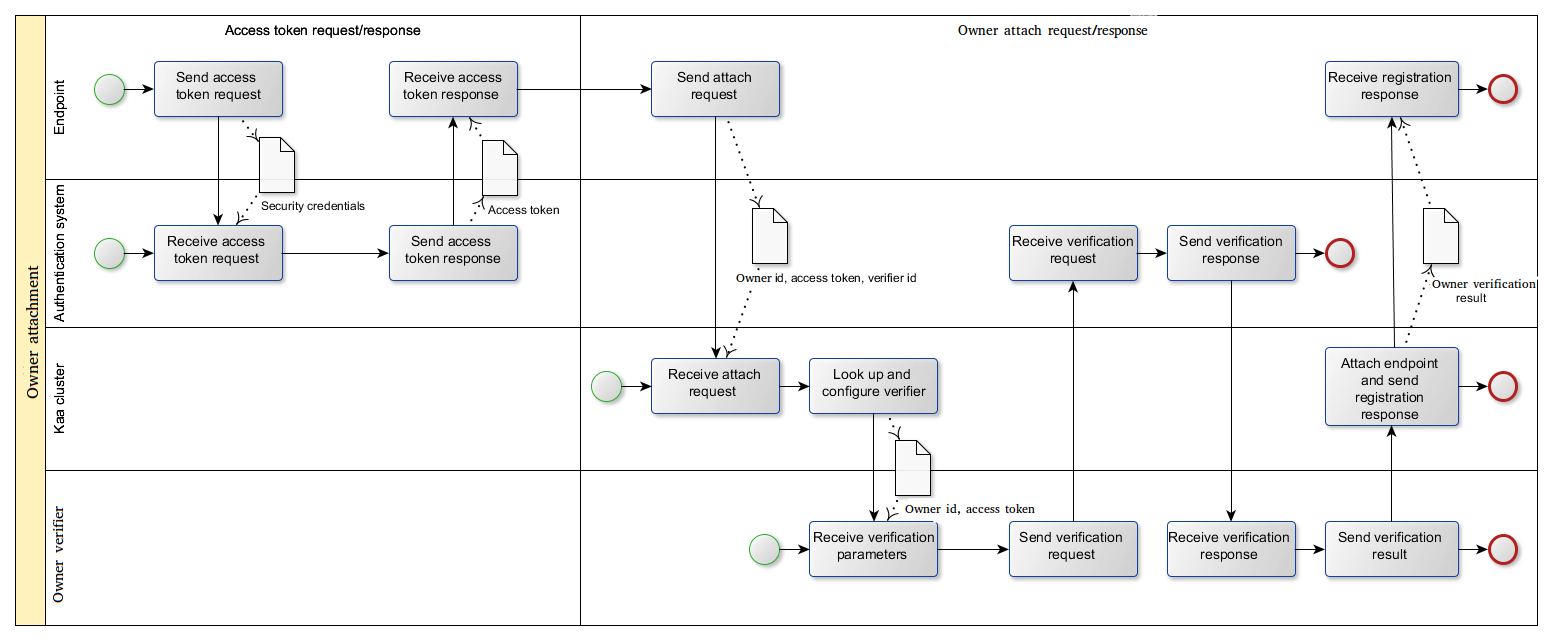 Owner attachment
Access token request/response
Owner attach request/response
Endpoint
Send access
token request
Receive access
token response
Send attach
request
Receive registration
response
Security credentials
Access token
Authentication system
Receive access
token request
Send access
token response
Owner id, access token, verifier id
Receive verification
request
Send verification
response
Owner verification
result
Kaa cluster
Receive attach
request
Look up and
configure verifier
Attach endpoint
and send
registration
response
Owner id, access token
Owner verifier
Receive verification
parameters
Send verification
request
Receive verification
response
Send verification
result